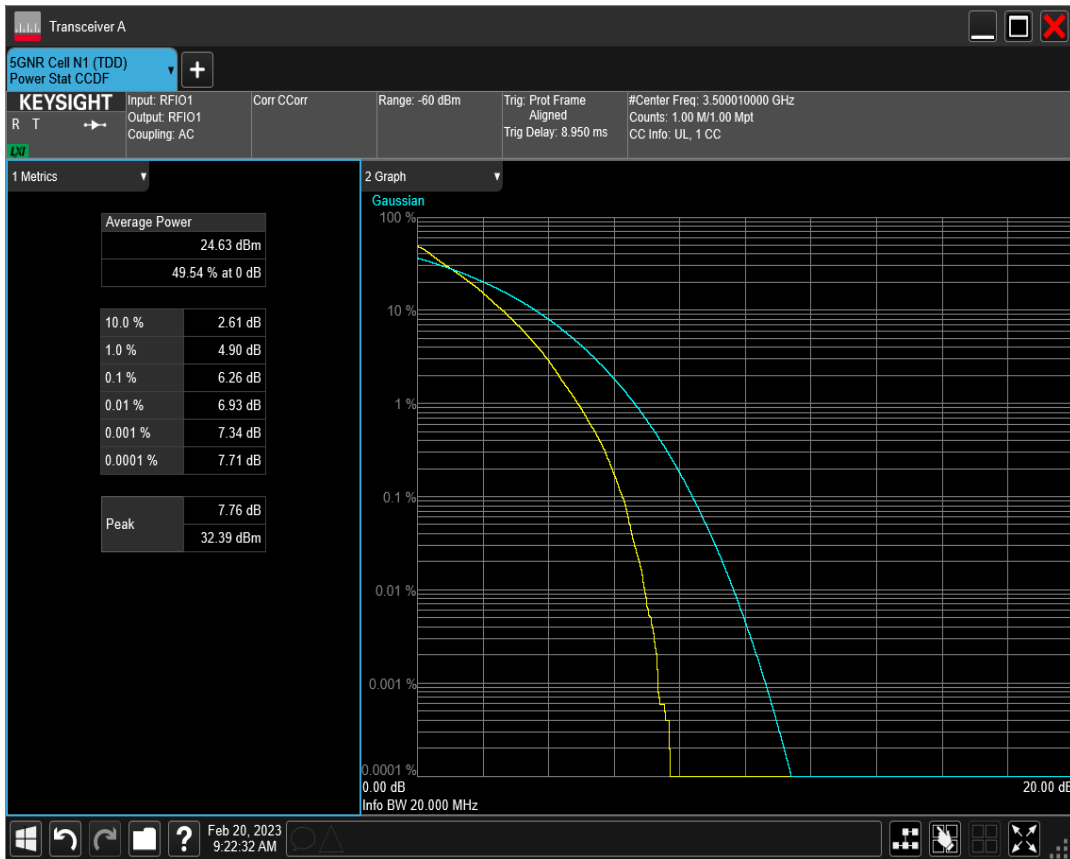 Transceiver A
5GNR Cell N1 (TDD)
Power Stat CCDF
KEYSIGHT
R T
LXI
Input: RFIO1
Output: RFIO1
Coupling: AC
Corr CCorr
Range: -60 dBm
Trig: Prot Frame
Aligned
Trig Delay: 8.950 ms
#Center Freq: 3.500010000 GHz
Counts: 1.00 M/1.00 Mpt
CC Info: UL, 1 CC
1 Metrics
Average Power
24.63 dBm
49.54 % at 0 dB
10.0 % 2.61 dB
1.0 % 4.90 dB
0.1 % 6.26 dB
0.01 % 6.93 dB
0.001 % 7.34 dB
0.0001 % 7.71 dB
Peak
7.76 dB
32.39 dBm
2 Graph
Gaussian
100 %
10 %
1 %
0.1 %
0.01 %
0.001 %
0.0001 %
0.00 dB
20.00 dB
Info BW 20.000 MHz
?
Feb 20, 2023
9:22:32 AM